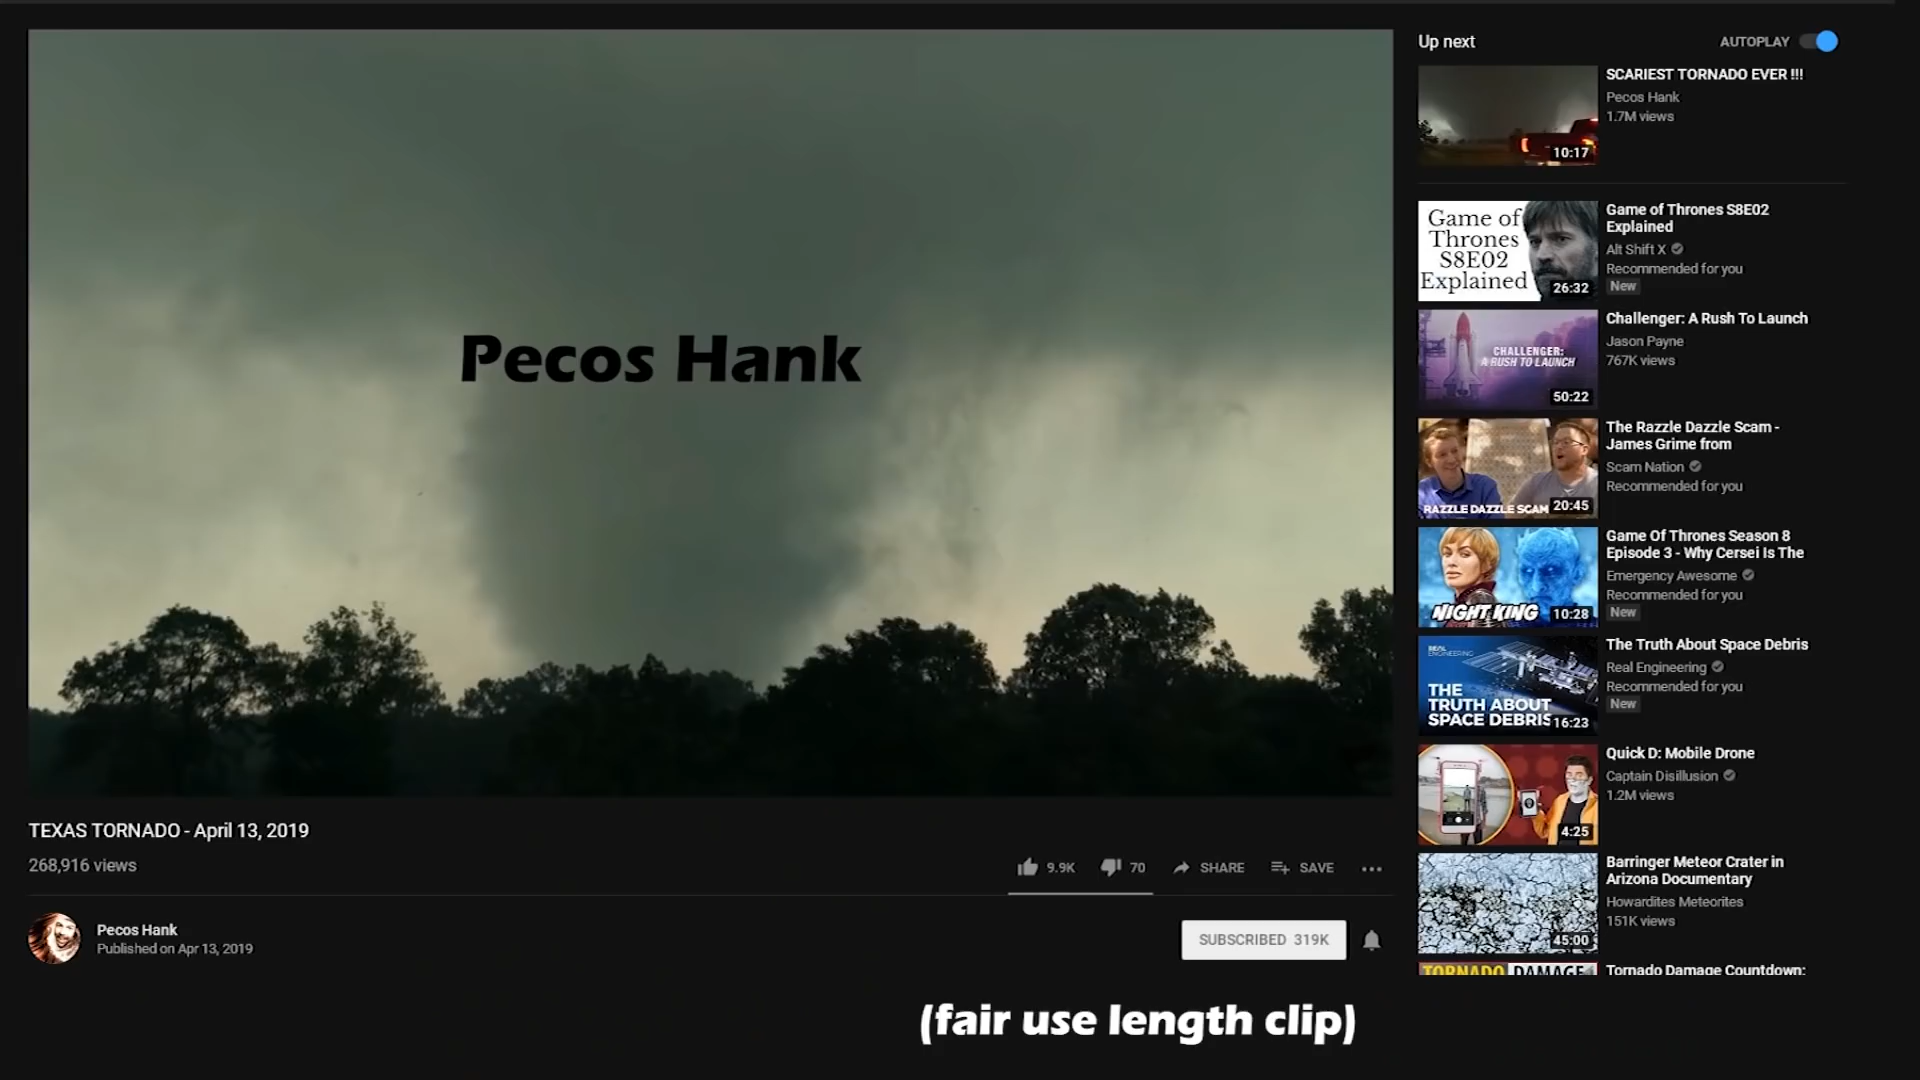 Pecos Hank
TEXAS TORNADO - April 13, 2019
268,916 views
9.9K
70
SHARE
SAVE
Pecos Hank
Published on Apr 13, 2019
SUBSCRIBED 319K
(fair use length clip)
Up next
AUTOPLAY
10:17
SCARIEST TORNADO EVER !!!
Pecos Hank
1.7M views
Game of
Thrones
S8E02
Explained
26:32
Game of Thrones S8E02
Explained
Alt Shift X
Recommended for you
New
CHALLENGER:
A RUSH TO LAUNCH
50:22
Challenger: A Rush To Launch
Jason Payne
767K views
RAZZLE DAZZLE SCAM
20:45
The Razzle Dazzle Scam -
James Grime from
Scam Nation
Recommended for you
NIGHT KING
10:28
Game Of Thrones Season 8
Episode 3 - Why Cersei Is The
Emergency Awesome
Recommended for you
New
REAL
ENGINEERING
THE
TRUTH ABOUT
SPACE DEBRIS
16:23
The Truth About Space Debris
Real Engineering
Recommended for you
New
4:25
Quick D: Mobile Drone
Captain Disillusion
1.2M views
45:00
Barringer Meteor Crater in
Arizona Documentary
Howardites Meteorites
151K views
TORNADO DAMAGE
Tornado Damage Countdown: